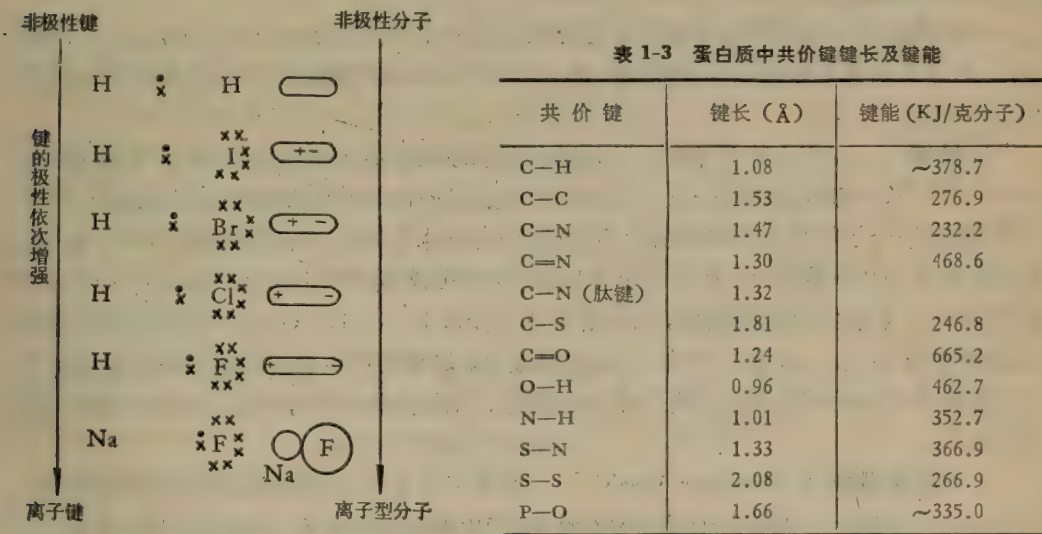 非极性键
非极性分子
键的极性依次增强
H H
H I + -
H Br + -
H Cl + -
H F + -
Na F Na F
离子键
离子型分子
表 1-3 蛋白质中共价键键长及键能
共价键 键长(Å) 键能(KJ/克分子)
C—H 1.08 ~378.7
C—C 1.53 276.9
C—N 1.47 232.2
C=N 1.30 468.6
C—N(肽键) 1.32
C—S 1.81 246.8
C=O 1.24 665.2
O—H 0.96 462.7
N—H 1.01 352.7
S—N 1.33 366.9
S—S 2.08 266.9
P—O 1.66 ~335.0